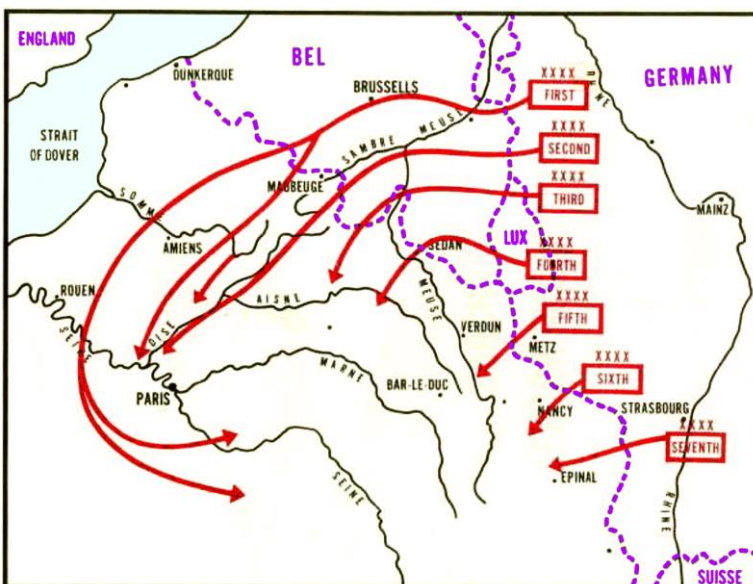 ENGLAND
BEL
GERMANY
DUNKERQUE
BRUSSELLS
XXXX
FIRST
RHINE
STRAIT
OF DOVER
SAMBRE
MEUSE
XXXX
SECOND
MAUBEUGE
XXXX
THIRD
MAINZ
SOMME
AMIENS
SEDAN
LUX
XXXX
FOURTH
ROUEN
SEINE
OISE
AISNE
MEUSE
XXXX
FIFTH
VERDUN
METZ
PARIS
MARNE
BAR-LE-DUC
XXXX
SIXTH
NANCY
STRASBOURG
XXXX
SEVENTH
EPINAL
SEINE
RHINE
SUISSE